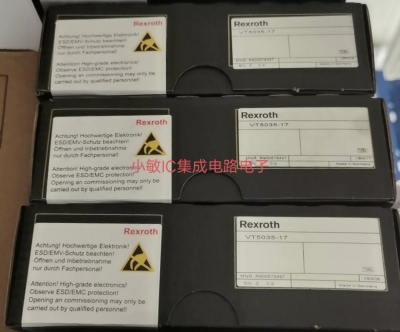 Rexroth
Achtung! Hochwertige Elektronik!
ESD/EMV-Schutz beachten!
Öffnen und Inbetriebnahme
nur durch Fachpersonal!
Attention! High-grade electronics!
Observe ESD/EMC protection!
Opening an commissioning may only be
carried out by qualified personnel!
Rexroth
VT5035-17
Rexroth
Achtung! Hochwertige Elektronik!
ESD/EMV-Schutz beachten!
Öffnen und Inbetriebnahme
nur durch Fachpersonal!
Attention! High-grade electronics!
Observe ESD/EMC protection!
Opening an commissioning may only be
carried out by qualified personnel!
Rexroth
VT5035-17
小敏IC集成电路电子
Rexroth
Achtung! Hochwertige Elektronik!
ESD/EMV-Schutz beachten!
Öffnen und Inbetriebnahme
nur durch Fachpersonal!
Attention! High-grade electronics!
Observe ESD/EMC protection!
Opening an commissioning may only be
carried out by qualified personnel!
Rexroth
VT5035-17
Made in Germany